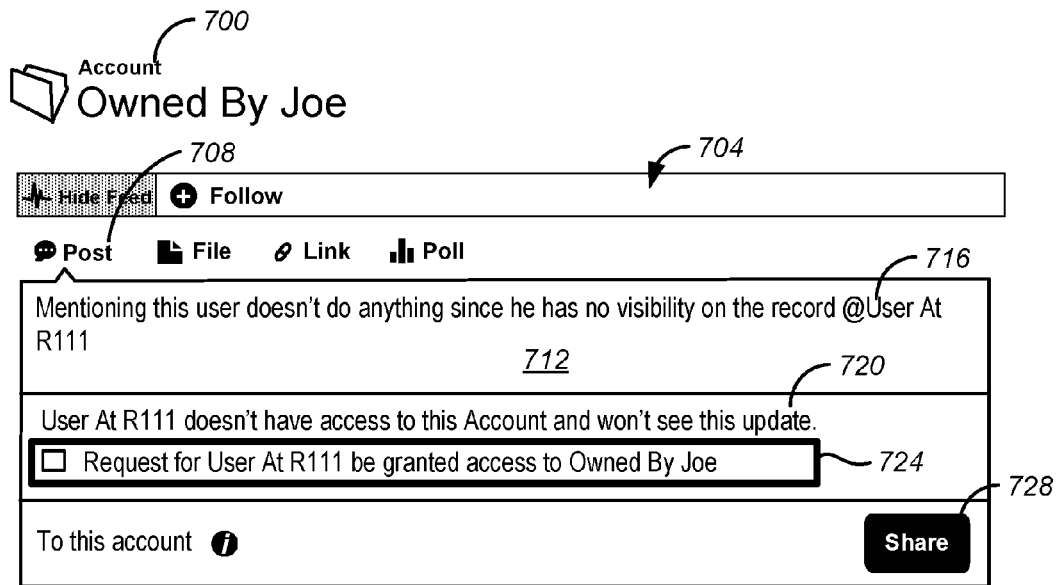 700
Account
Owned By Joe
708
704
Hide Feed Follow
Post File Link Poll
716
Mentioning this user doesn't do anything since he has no visibility on the record @User At
R111
712
720
User At R111 doesn't have access to this Account and won't see this update.
Request for User At R111 be granted access to Owned By Joe
724
728
To this account i Share